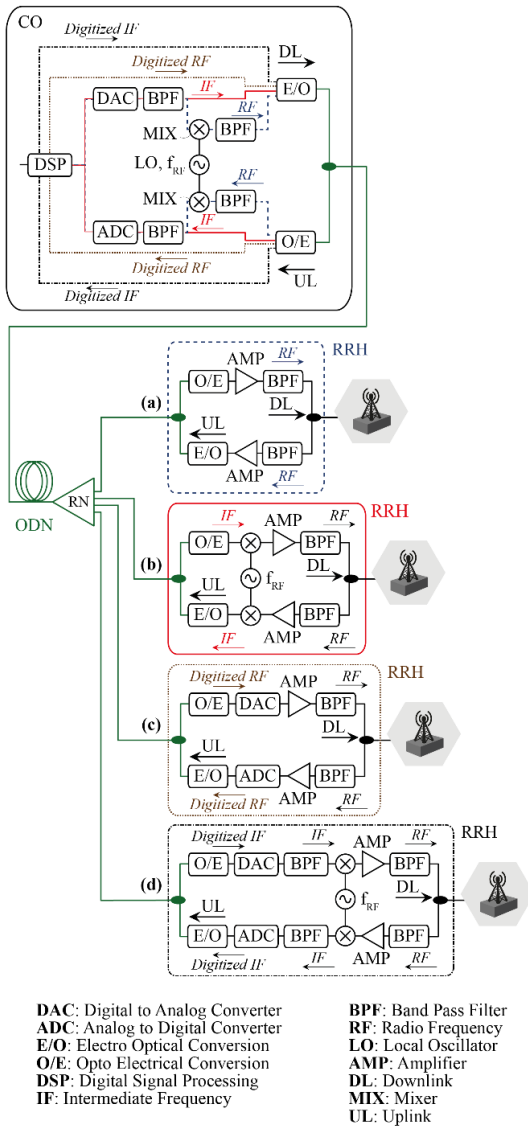 CO
Digitized IF
DL
Digitized RF
DAC BPF IF RF E/O
MIX BPF
DSP LO, fRF
MIX RF BPF
ADC BPF IF O/E
Digitized RF
UL
Digitized IF
RRH
(a) O/E AMP RF BPF
UL DL
E/O AMP BPF
RF
RN
ODN
RRH
(b) IF AMP RF
O/E BPF
UL fRF DL
E/O BPF
IF AMP RF
RRH
(c) Digitized RF AMP RF
O/E DAC BPF
UL DL
E/O ADC BPF
Digitized RF AMP RF
RRH
(d) Digitized IF IF AMP RF
O/E DAC BPF BPF
UL fRF DL
E/O ADC BPF BPF
Digitized IF IF AMP RF
DAC: Digital to Analog Converter
ADC: Analog to Digital Converter
E/O: Electro Optical Conversion
O/E: Opto Electrical Conversion
DSP: Digital Signal Processing
IF: Intermediate Frequency
BPF: Band Pass Filter
RF: Radio Frequency
LO: Local Oscillator
AMP: Amplifier
DL: Downlink
MIX: Mixer
UL: Uplink